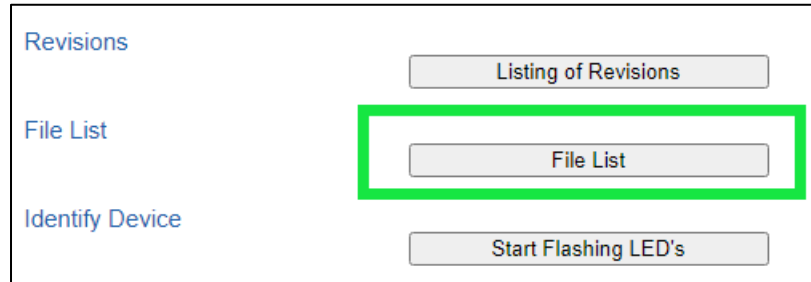 Revisions
Listing of Revisions
File List
File List
Identify Device
Start Flashing LED's